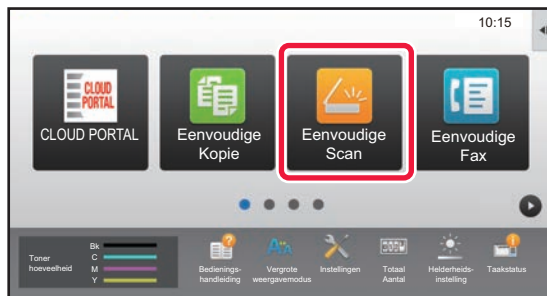 10:15
CLOUD
PORTAL
CLOUD PORTAL
Eenvoudige
Kopie
Eenvoudige
Scan
Eenvoudige
Fax
Toner
hoeveelheid
Bk
C
M
Y
Bedienings-
handleiding
Vergrote
weergavemodus
Instellingen
Totaal
Aantal
Helderheids-
instelling
Taakstatus